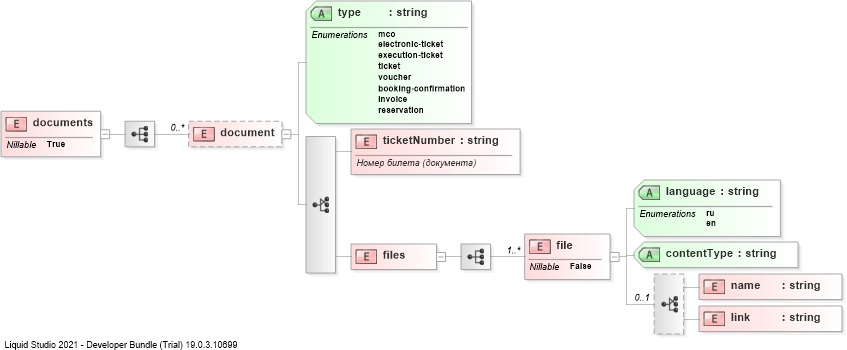 A type : string
Enumerations mco
electronic-ticket
execution-ticket
ticket
voucher
booking-confirmation
invoice
reservation
E documents
Nillable True
0..*
E document
E ticketNumber : string
Номер билета (документа)
E files
1..*
E file
Nillable False
A language : string
Enumerations ru
en
A contentType : string
0..1
E name : string
E link : string
Liquid Studio 2021 - Developer Bundle (Trial) 19.0.3.10699